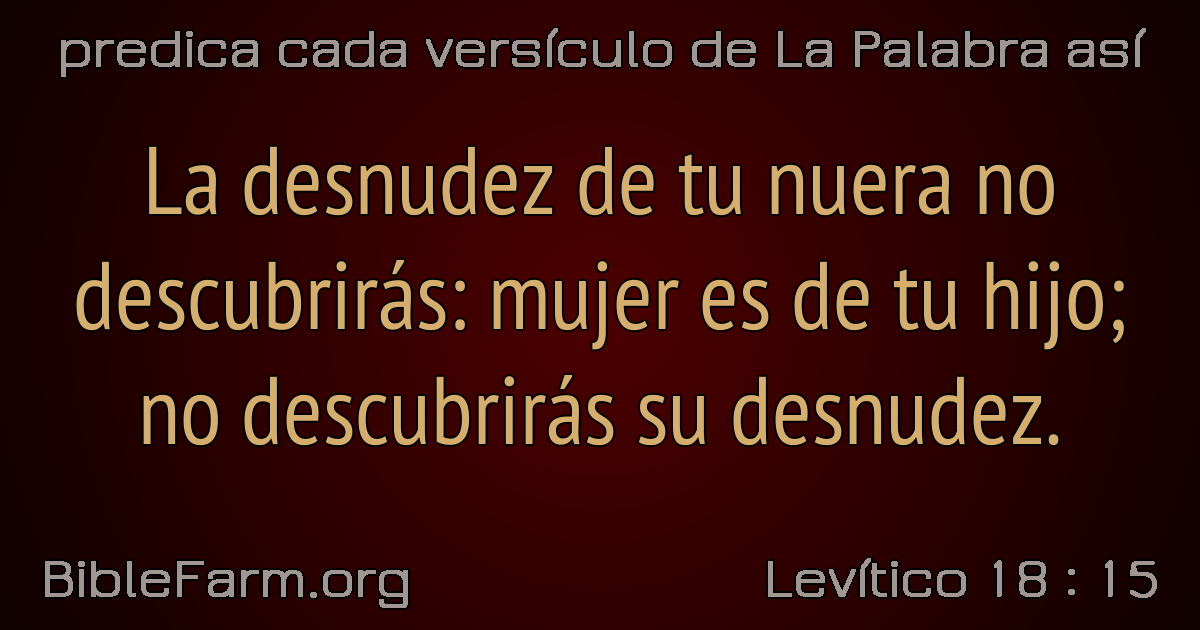 predica cada versículo de La Palabra así
La desnudez de tu nuera no
descubrirás: mujer es de tu hijo;
no descubrirás su desnudez.
BibleFarm.org
Levítico 18 : 15